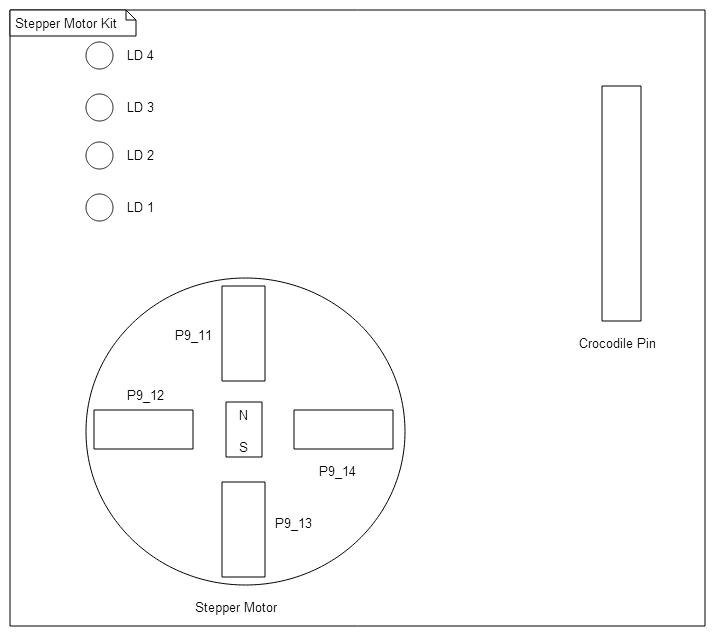 Stepper Motor Kit
LD 4
LD 3
LD 2
LD 1
Crocodile Pin
P9_11
P9_12
N
S
P9_14
P9_13
Stepper Motor